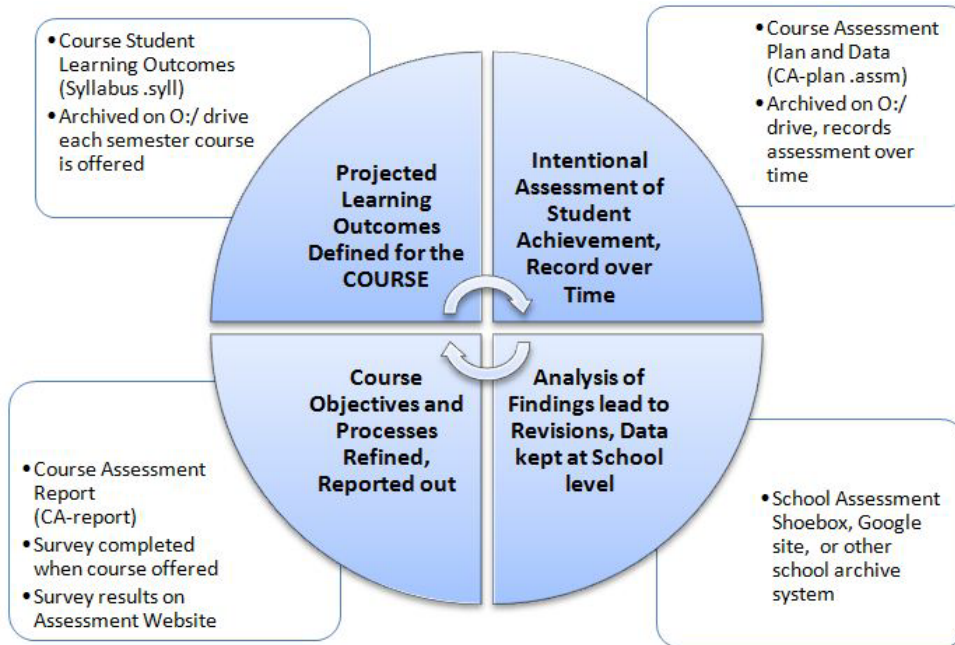 • Course Student
Learning Outcomes
(Syllabus .syll)
• Archived on O:/ drive
each semester course
is offered
• Course Assessment
Plan and Data
(CA-plan .assm)
• Archived on O:/
drive, records
assessment over
time
Projected
Learning
Outcomes
Defined for the
COURSE
Intentional
Assessment of
Student
Achievement,
Record over
Time
Course
Objectives and
Processes
Refined,
Reported out
Analysis of
Findings lead to
Revisions, Data
kept at School
level
• Course Assessment
Report
(CA-report)
• Survey completed
when course offered
• Survey results on
Assessment Website
• School Assessment
Shoebox, Google
site, or other
school archive
system